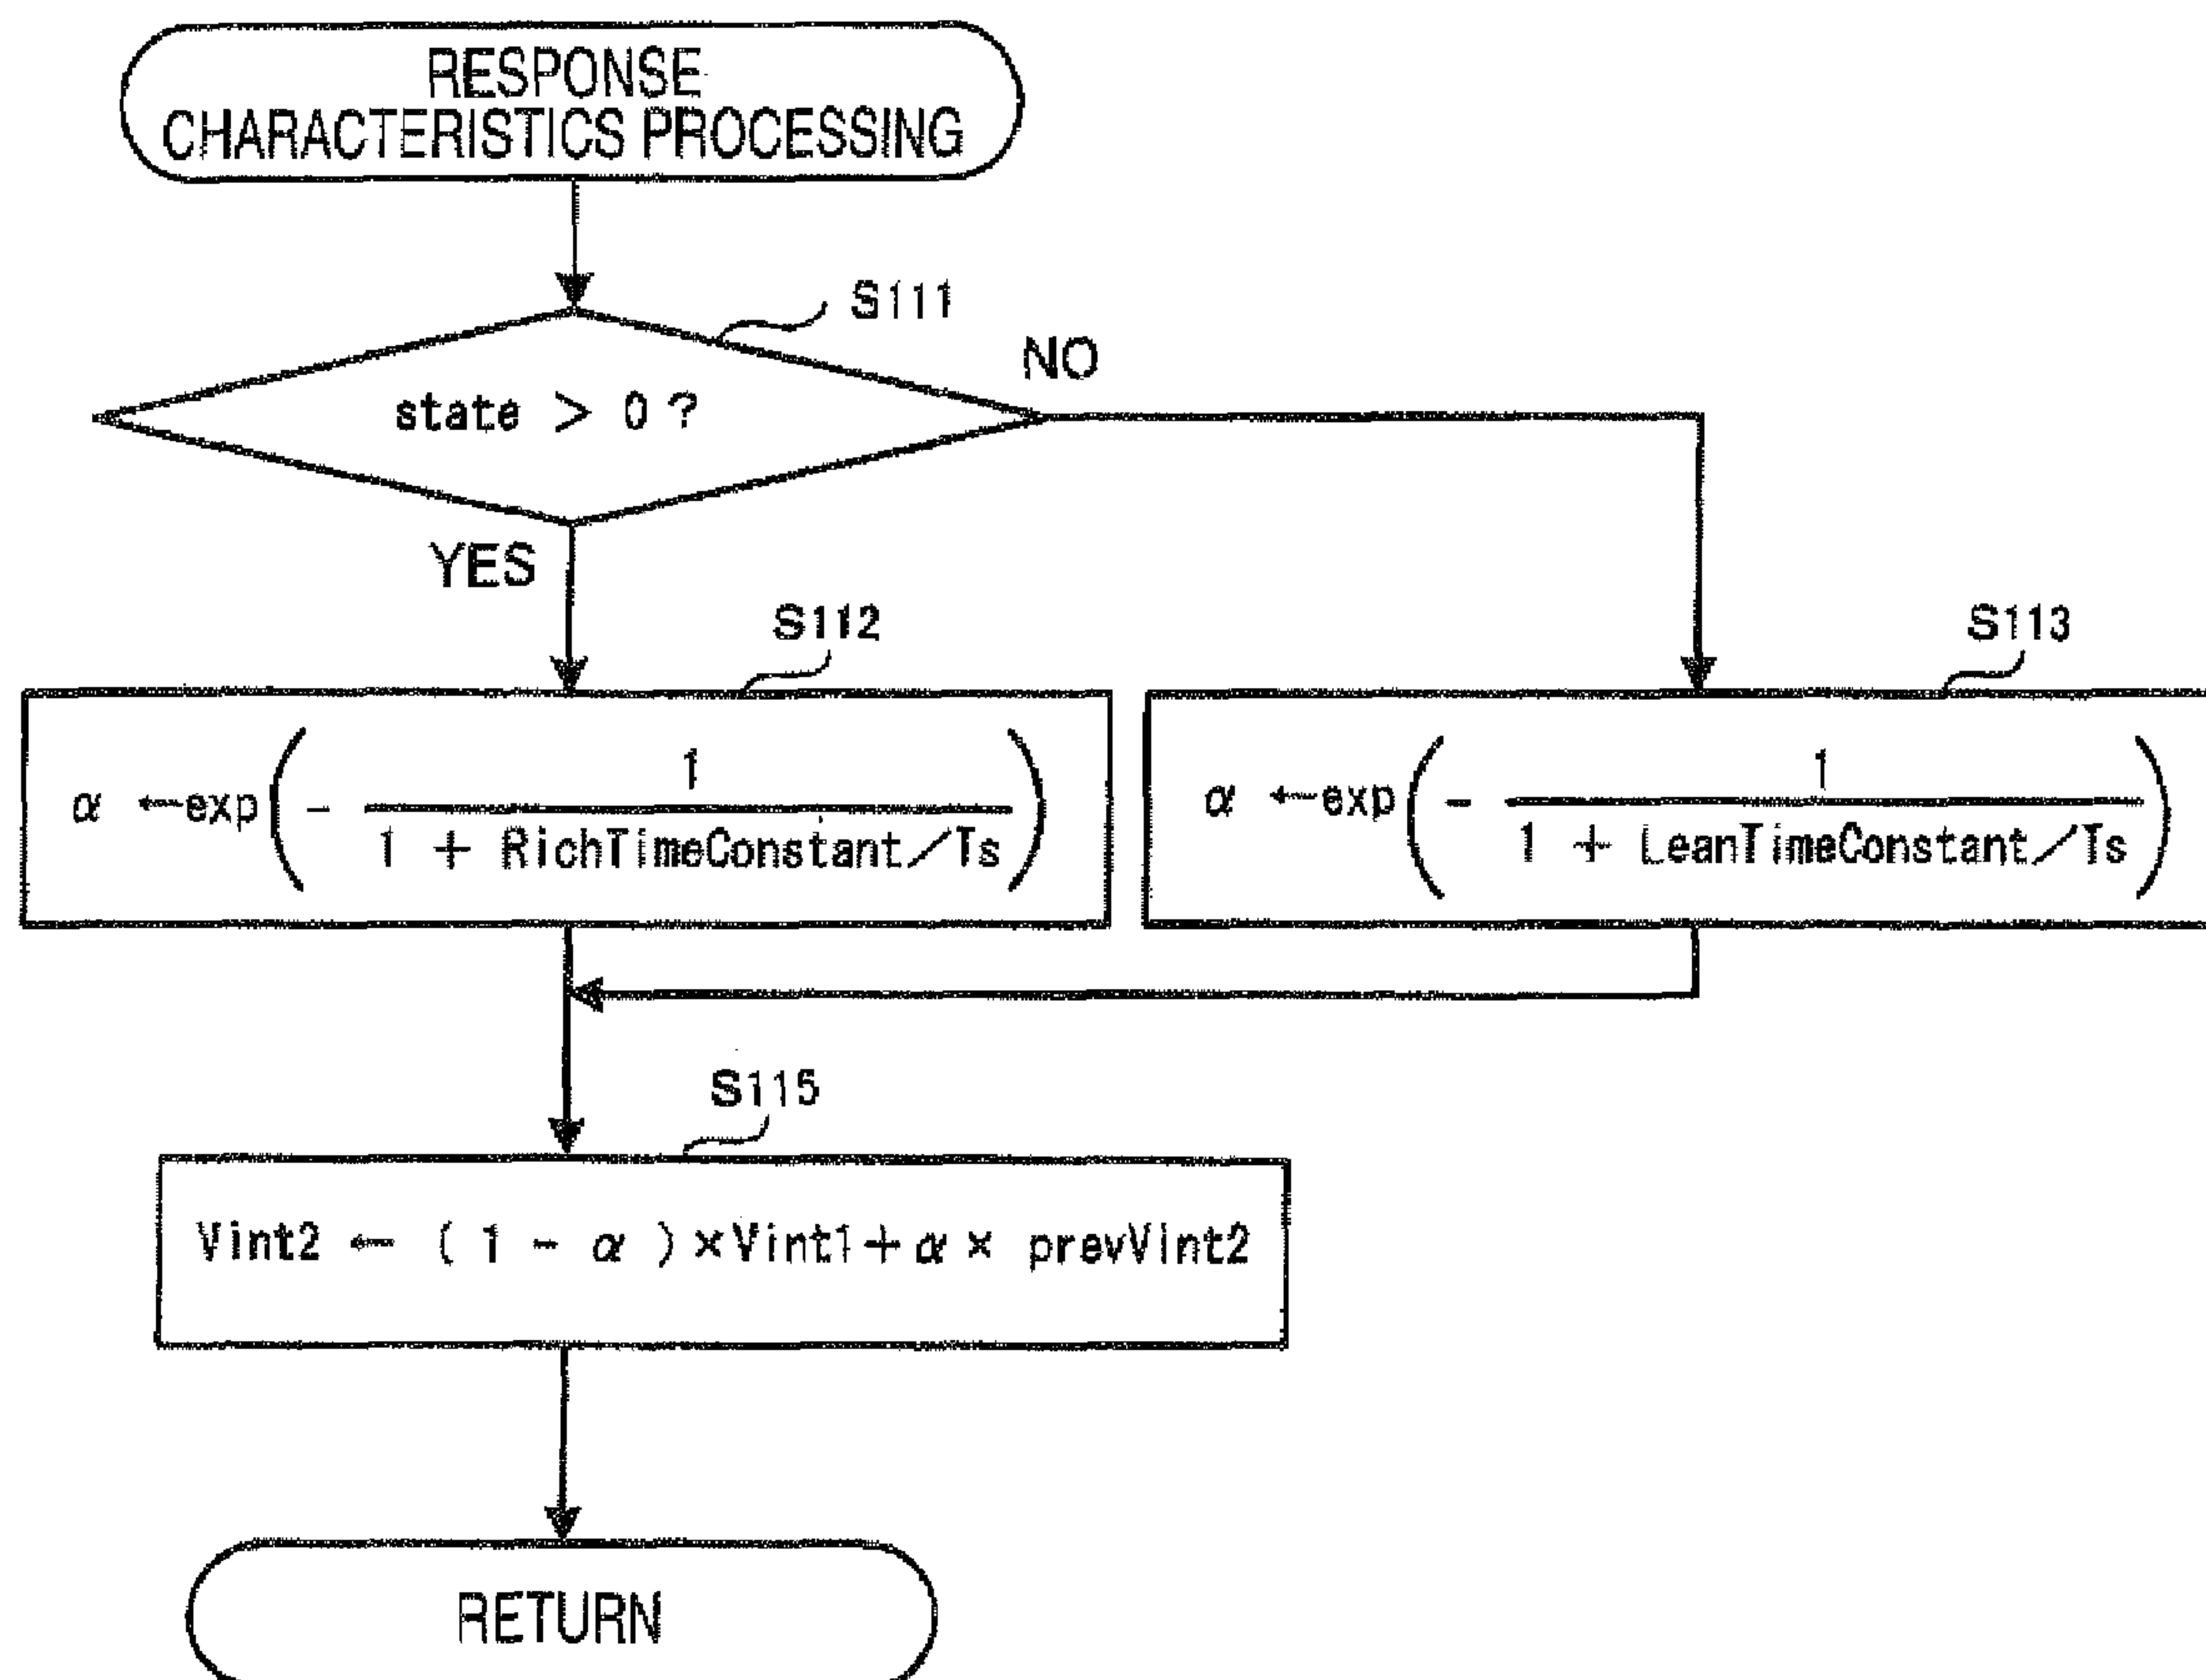 RESPONSE
CHARACTERISTICS PROCESSING
S111
state > 0 ?
NO
YES
S112
S113
α ←exp(- 1 / 1 + RichTimeConstant/Ts)
α ←exp(- 1 / 1 + LeanTimeConstant/Ts)
S115
Vint2 ← ( 1 - α ) ×Vint1+α× prevVint2
RETURN